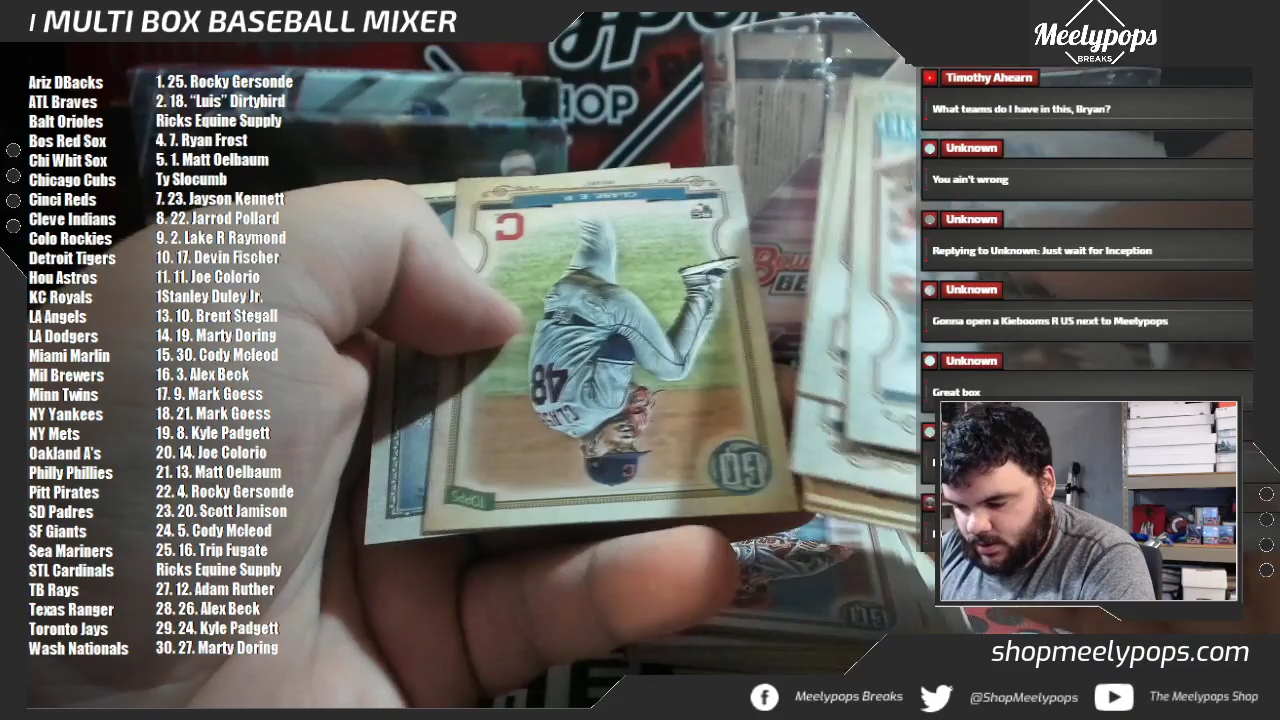 MULTI BOX BASEBALL MIXER
Meelypops
BREAKS
Ariz DBacks 1. 25. Rocky Gersonde
ATL Braves 2. 18. "Luis" Dirtybird
Balt Orioles Ricks Equine Supply
Bos Red Sox 4. 7. Ryan Frost
Chi Whit Sox 5. 1. Matt Oelbaum
Chicago Cubs Ty Slocumb
Cinci Reds 7. 23. Jayson Kennett
Cleve Indians 8. 22. Jarrod Pollard
Colo Rockies 9. 2. Lake R Raymond
Detroit Tigers 10. 17. Devin Fischer
Hou Astros 11. 11. Joe Colorio
KC Royals 1Stanley Duley Jr.
LA Angels 13. 10. Brent Stegall
LA Dodgers 14. 19. Marty Doring
Miami Marlin 15. 30. Cody Mcleod
Mil Brewers 16. 3. Alex Beck
Minn Twins 17. 9. Mark Goess
NY Yankees 18. 21. Mark Goess
NY Mets 19. 8. Kyle Padgett
Oakland A's 20. 14. Joe Colorio
Philly Phillies 21. 13. Matt Oelbaum
Pitt Pirates 22. 4. Rocky Gersonde
SD Padres 23. 20. Scott Jamison
SF Giants 24. 5. Cody Mcleod
Sea Mariners 25. 16. Trip Fugate
STL Cardinals Ricks Equine Supply
TB Rays 27. 12. Adam Ruther
Texas Ranger 28. 26. Alex Beck
Toronto Jays 29. 24. Kyle Padgett
Wash Nationals 30. 27. Marty Doring
HOP
CLASE, E. P.
C
48
GQ
TOPPS
Timothy Ahearn
What teams do I have in this, Bryan?
Unknown
You ain't wrong
Unknown
Replying to Unknown: Just wait for Inception
Unknown
Gonna open a Kiebooms R US next to Meelypops
Unknown
Great box
shopmeelypops.com
Meelypops Breaks
@ShopMeelypops
The Meelypops Shop